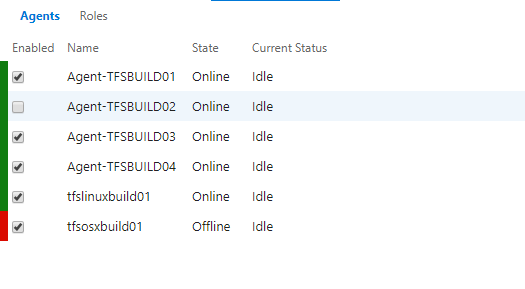 Agents Roles
Enabled Name State Current Status
Agent-TFSBUILD01 Online Idle
Agent-TFSBUILD02 Online Idle
Agent-TFSBUILD03 Online Idle
Agent-TFSBUILD04 Online Idle
tfslinuxbuild01 Online Idle
tfsosxbuild01 Offline Idle